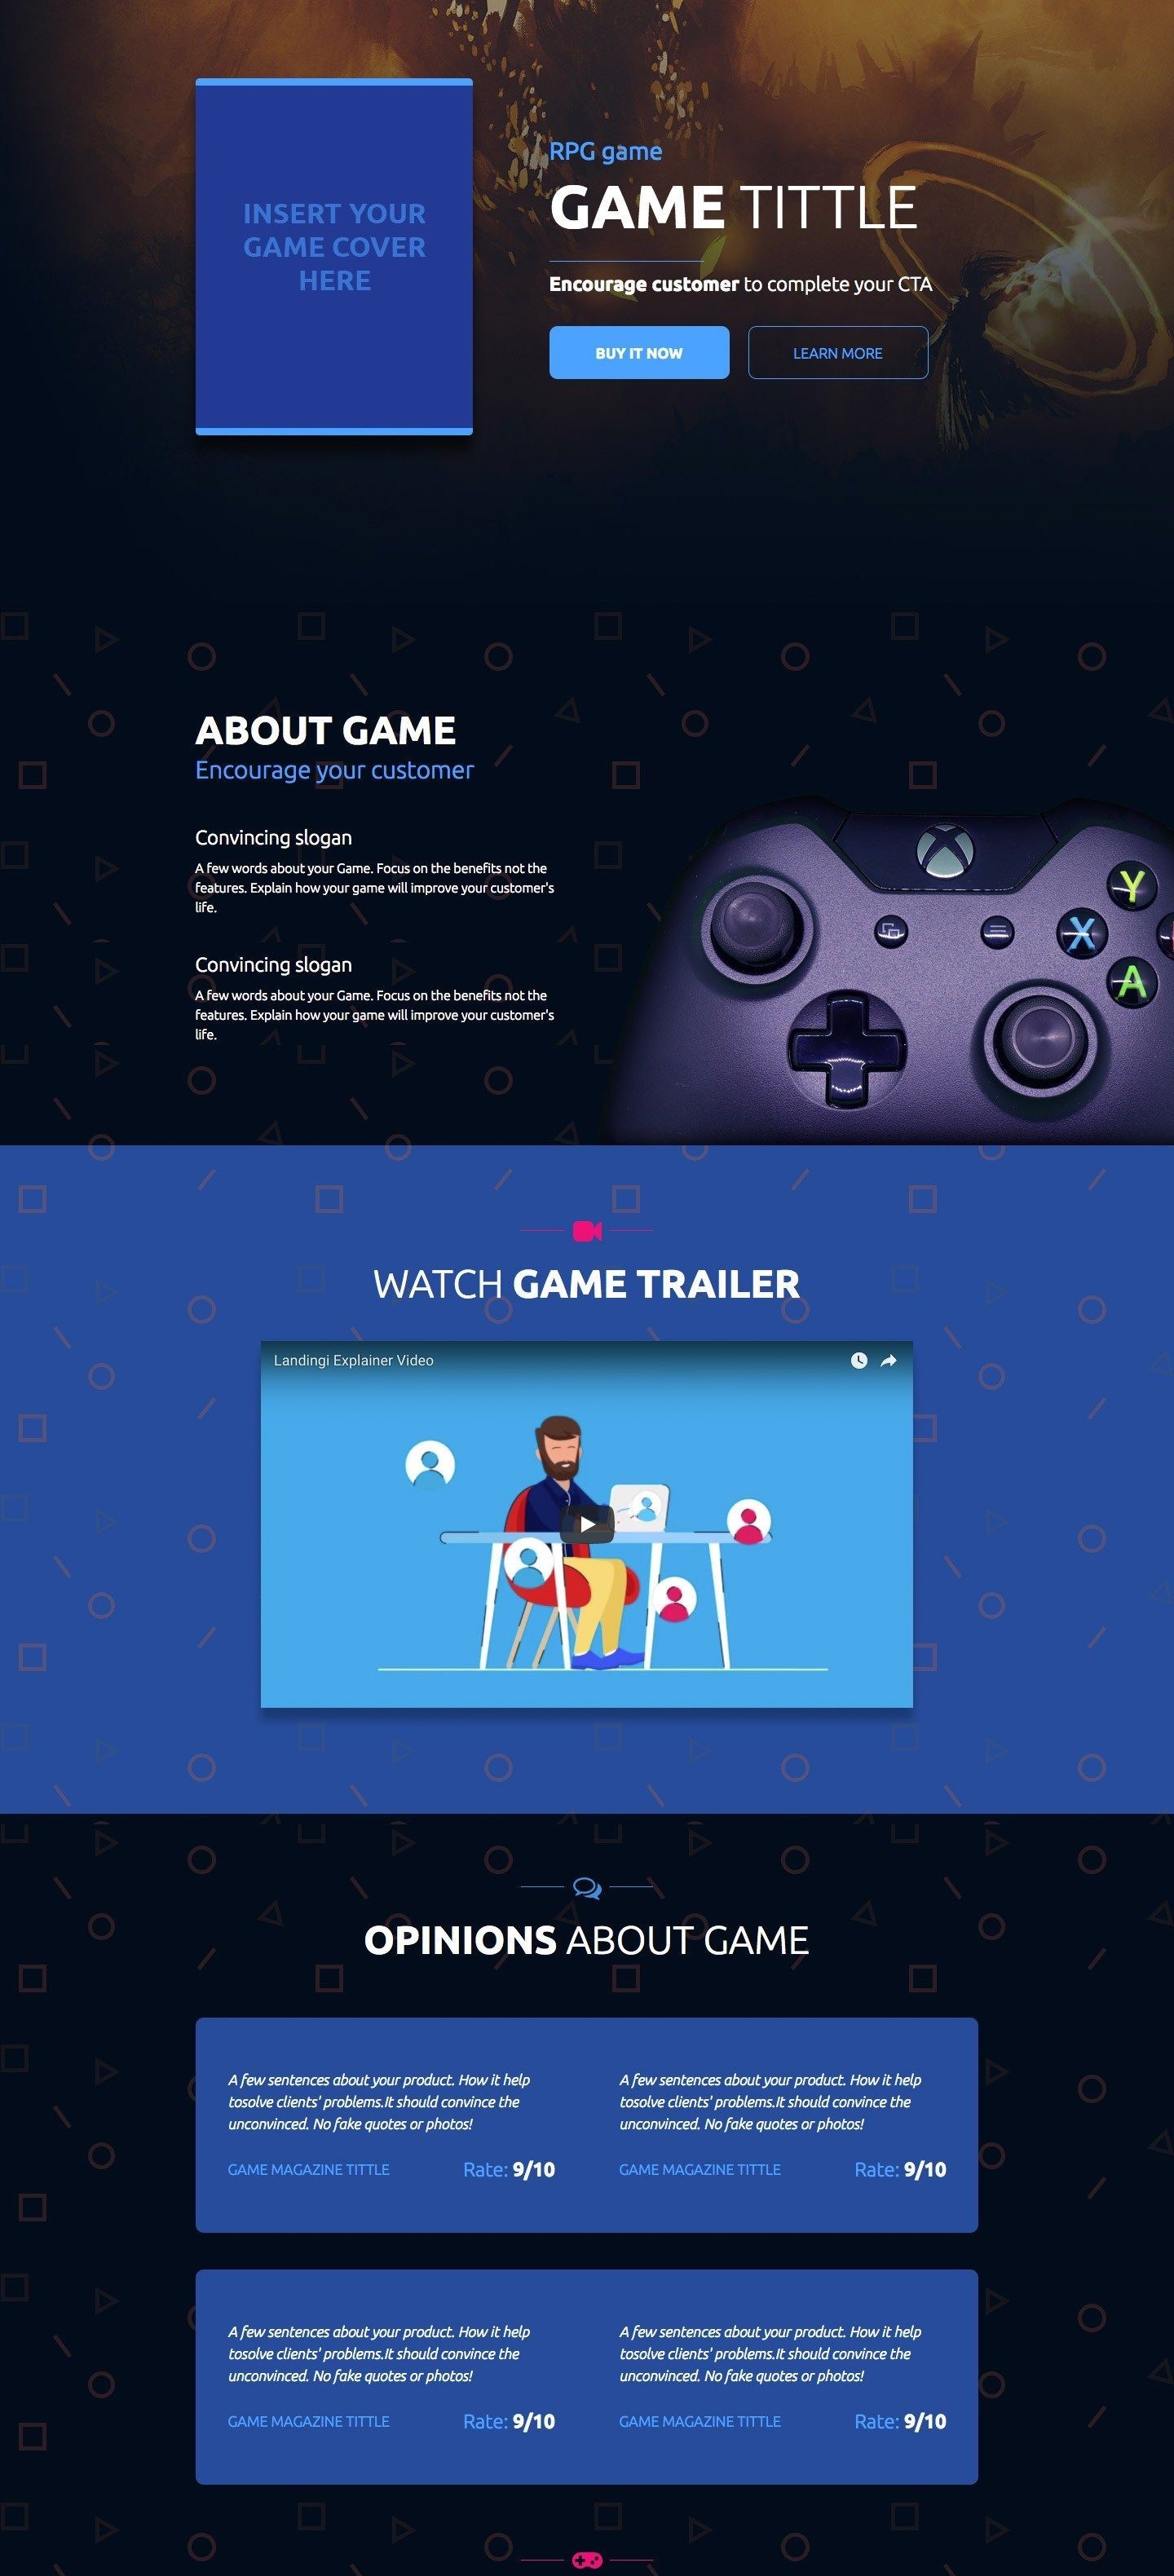 INSERT YOUR
GAME COVER
HERE
RPG game
GAME TITTLE
Encourage customer to complete your CTA
BUY IT NOW
LEARN MORE
ABOUT GAME
Encourage your customer
Convincing slogan
A few words about your Game. Focus on the benefits not the
features. Explain how your game will improve your customer's
life.
Convincing slogan
A few words about your Game. Focus on the benefits not the
features. Explain how your game will improve your customer's
life.
Y
X
A
WATCH GAME TRAILER
Landingi Explainer Video
OPINIONS ABOUT GAME
A few sentences about your product. How it help
tosolve clients' problems.It should convince the
unconvinced. No fake quotes or photos!
GAME MAGAZINE TITTLE
Rate: 9/10
A few sentences about your product. How it help
tosolve clients' problems.It should convince the
unconvinced. No fake quotes or photos!
GAME MAGAZINE TITTLE
Rate: 9/10
A few sentences about your product. How it help
tosolve clients' problems.It should convince the
unconvinced. No fake quotes or photos!
GAME MAGAZINE TITTLE
Rate: 9/10
A few sentences about your product. How it help
tosolve clients' problems.It should convince the
unconvinced. No fake quotes or photos!
GAME MAGAZINE TITTLE
Rate: 9/10